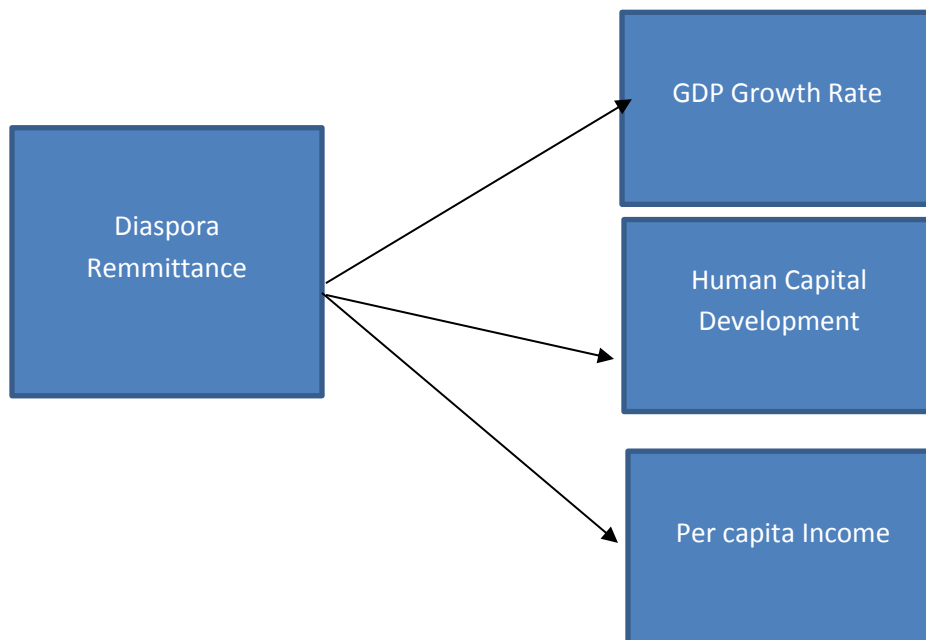 GDP Growth Rate
Diaspora
Remmittance
Human Capital
Development
Per capita Income